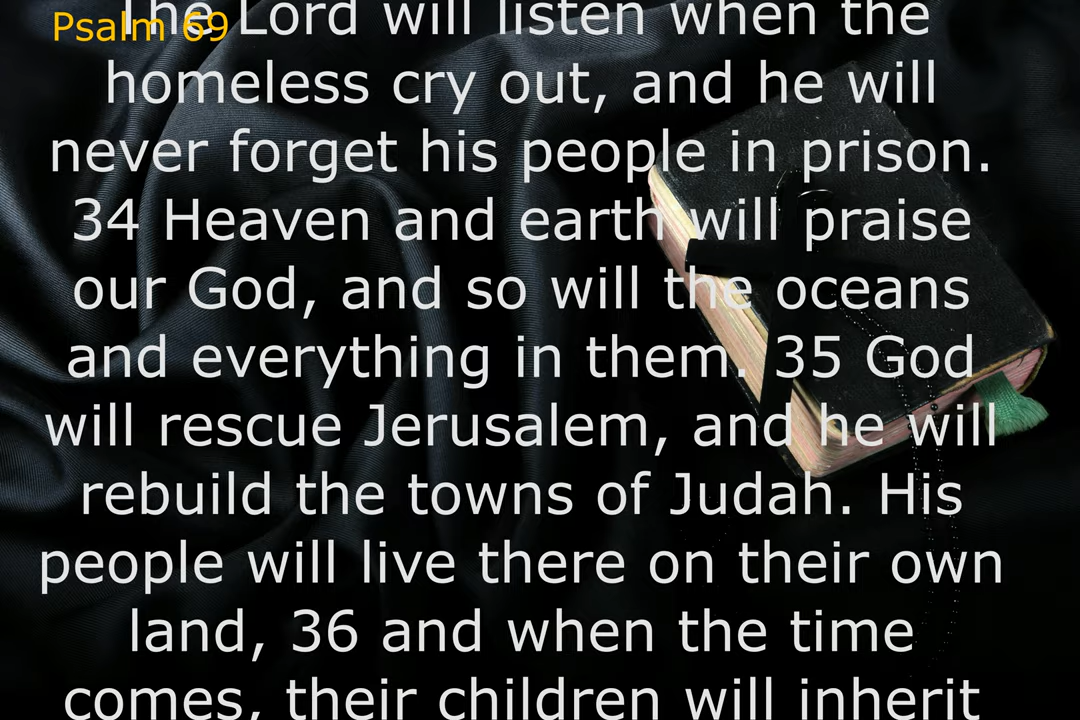 Psalm 69
The Lord will listen when the
homeless cry out, and he will
never forget his people in prison.
34 Heaven and earth will praise
our God, and so will the oceans
and everything in them. 35 God
will rescue Jerusalem, and he will
rebuild the towns of Judah. His
people will live there on their own
land, 36 and when the time
comes, their children will inherit